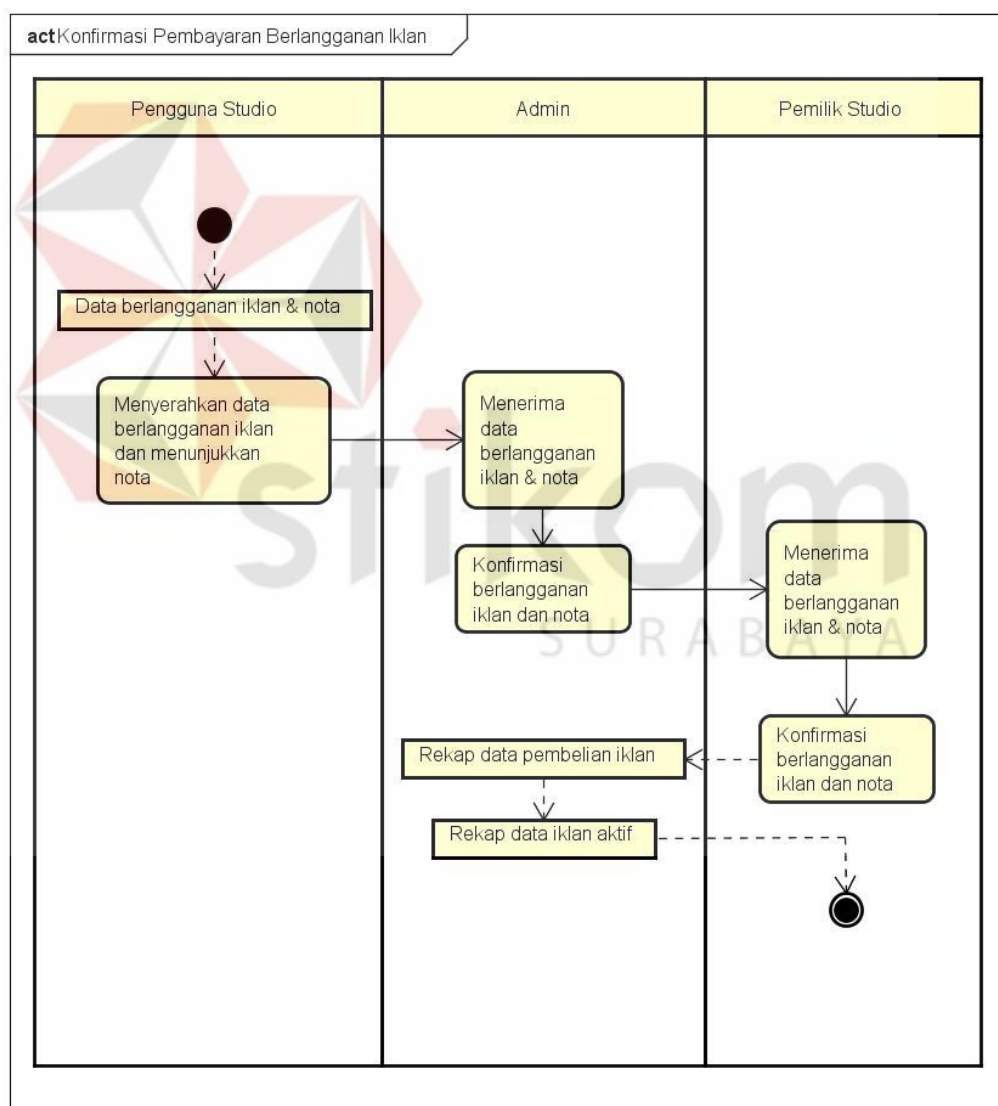 act Konfirmasi Pembayaran Berlangganan Iklan
Pengguna Studio
Admin
Pemilik Studio
Data berlangganan iklan & nota
Menyerahkan data
berlangganan iklan
dan menunjukkan
nota
Menerima
data
berlangganan
iklan & nota
Konfirmasi
berlangganan
iklan dan nota
Menerima
data
berlangganan
iklan & nota
Konfirmasi
berlangganan
iklan dan nota
Rekap data pembelian iklan
Rekap data iklan aktif
stikom
SURABAYA